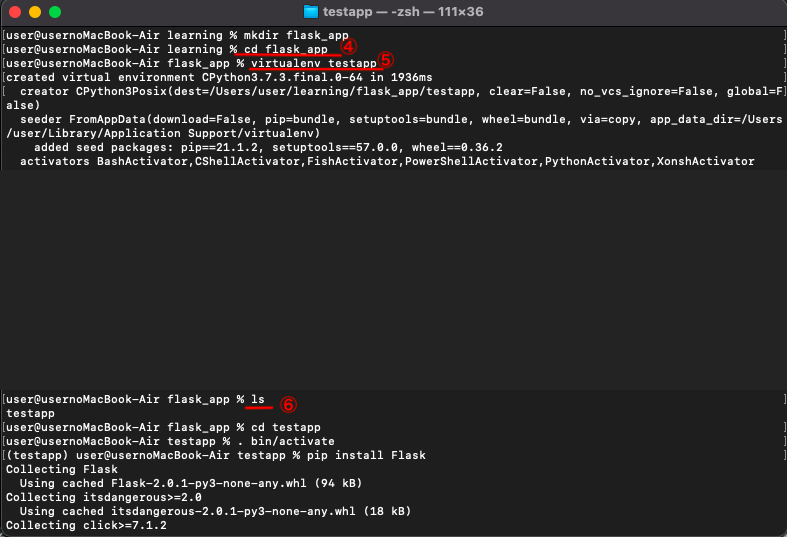 testapp — -zsh — 111×36
[user@usernoMacBook-Air learning % mkdir flask_app ]
[user@usernoMacBook-Air learning % cd flask_app ④ ]
[user@usernoMacBook-Air flask_app % virtualenv testapp ⑤ ]
created virtual environment CPython3.7.3.final.0-64 in 1936ms
[  creator CPython3Posix(dest=/Users/user/learning/flask_app/testapp, clear=False, no_vcs_ignore=False, global=F]
alse)
  seeder FromAppData(download=False, pip=bundle, setuptools=bundle, wheel=bundle, via=copy, app_data_dir=/Users
/user/Library/Application Support/virtualenv)
    added seed packages: pip==21.1.2, setuptools==57.0.0, wheel==0.36.2
  activators BashActivator,CShellActivator,FishActivator,PowerShellActivator,PythonActivator,XonshActivator
[user@usernoMacBook-Air flask_app % ls ⑥ ]
testapp
[user@usernoMacBook-Air flask_app % cd testapp ]
[user@usernoMacBook-Air testapp % . bin/activate ]
[(testapp) user@usernoMacBook-Air testapp % pip install Flask ]
Collecting Flask
  Using cached Flask-2.0.1-py3-none-any.whl (94 kB)
Collecting itsdangerous>=2.0
  Using cached itsdangerous-2.0.1-py3-none-any.whl (18 kB)
Collecting click>=7.1.2